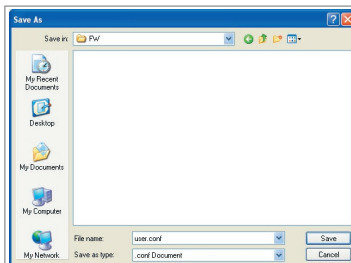 Save As
Save in:
FW
My Recent
Documents
Desktop
My Documents
My Computer
My Network
File name:
user.conf
Save
Save as type:
.conf Document
Cancel